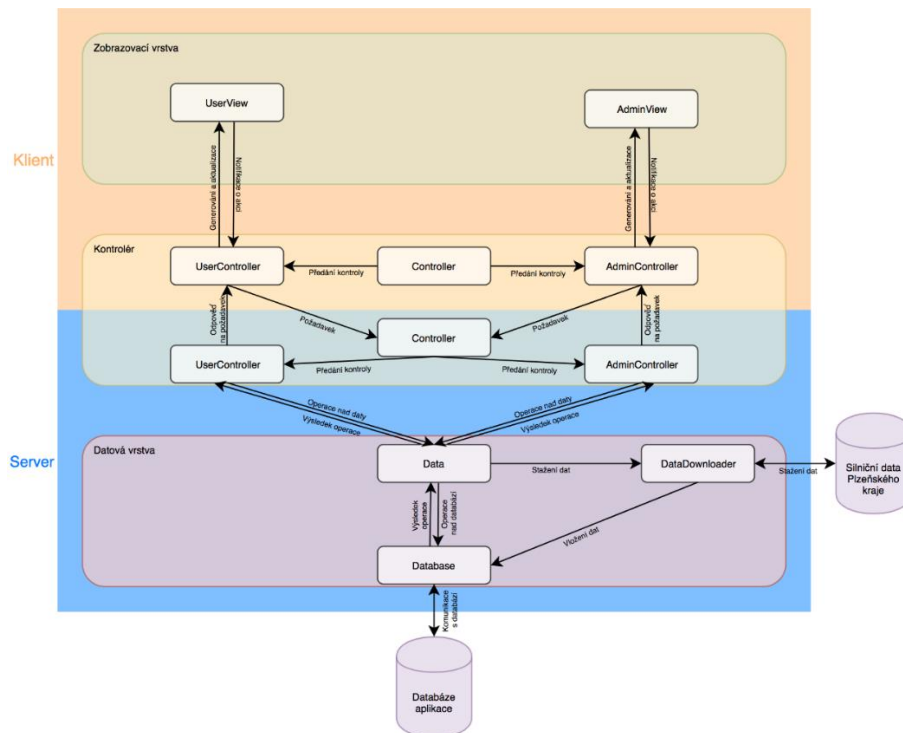 Zobrazovací vrstva
UserView
AdminView
Klient
Generování a aktualizace
Notifikace o akci
Generování a aktualizace
Notifikace o akci
Kontrolér
UserController
Controller
AdminController
Předání kontroly
Předání kontroly
Odpověď
na požadavek
Požadavek
Požadavek
Odpověď
na požadavek
Controller
UserController
AdminController
Předání kontroly
Předání kontroly
Operace nad daty
Výsledek operace
Operace nad daty
Výsledek operace
Server
Datová vrstva
Data
DataDownloader
Stažení dat
Stažení dat
Silniční data
Plzeňského
kraje
Výsledek
operace
Operace
nad databází
Vložení dat
Database
Komunikace
s databází
Databáze
aplikace